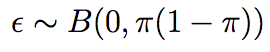 ϵ ∼ B(0, π(1 − π))